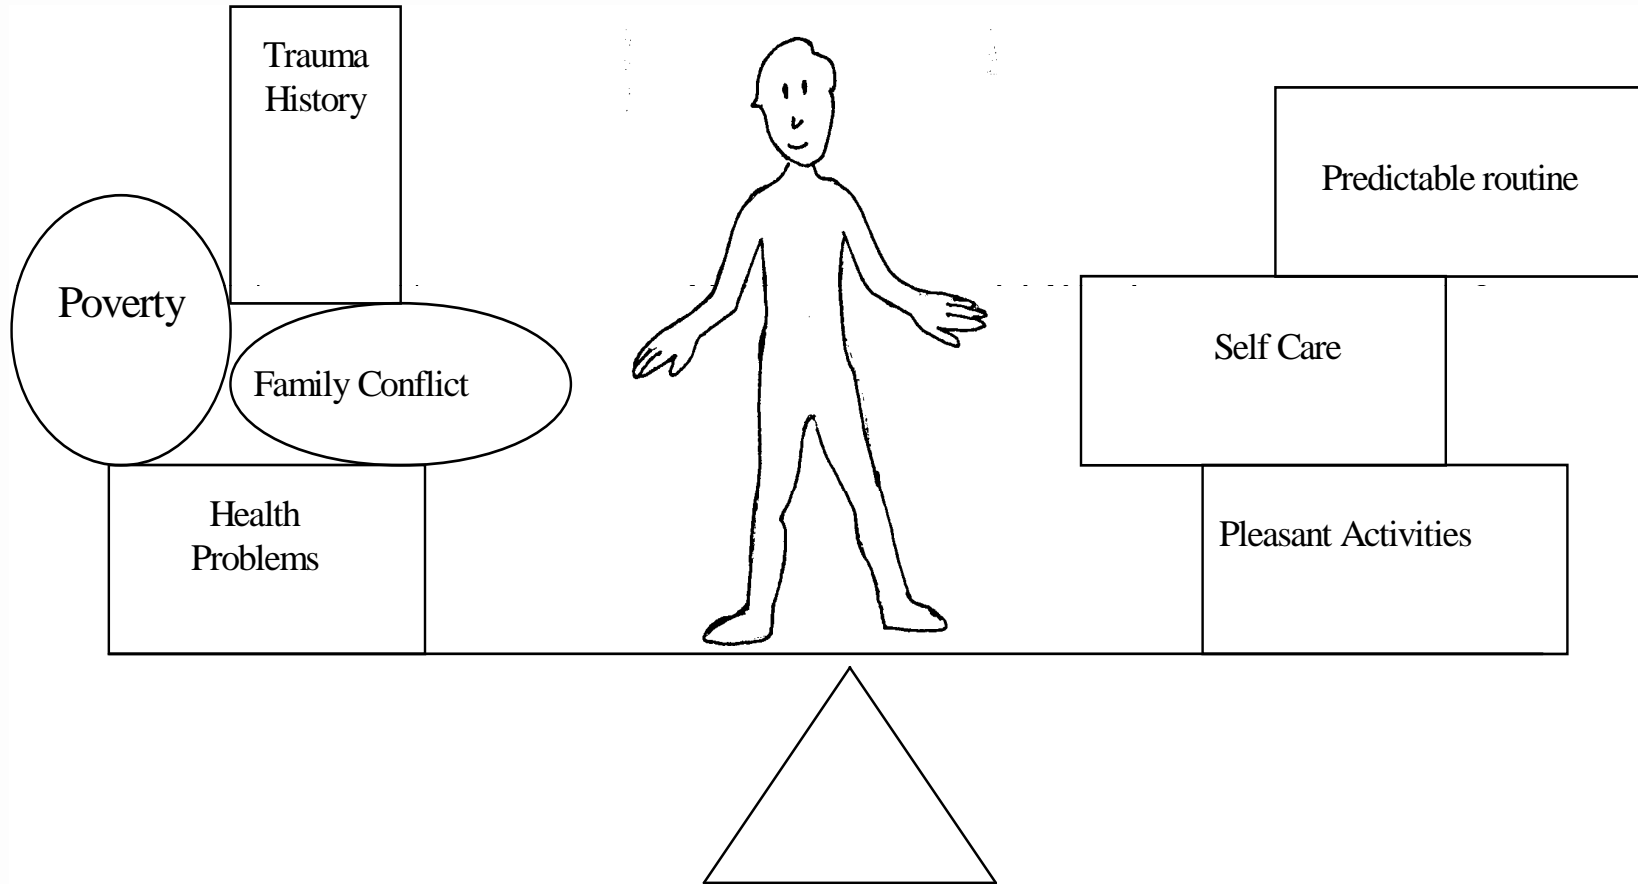 Trauma
History
Poverty
Family Conflict
Health
Problems
Predictable routine
Self Care
Pleasant Activities